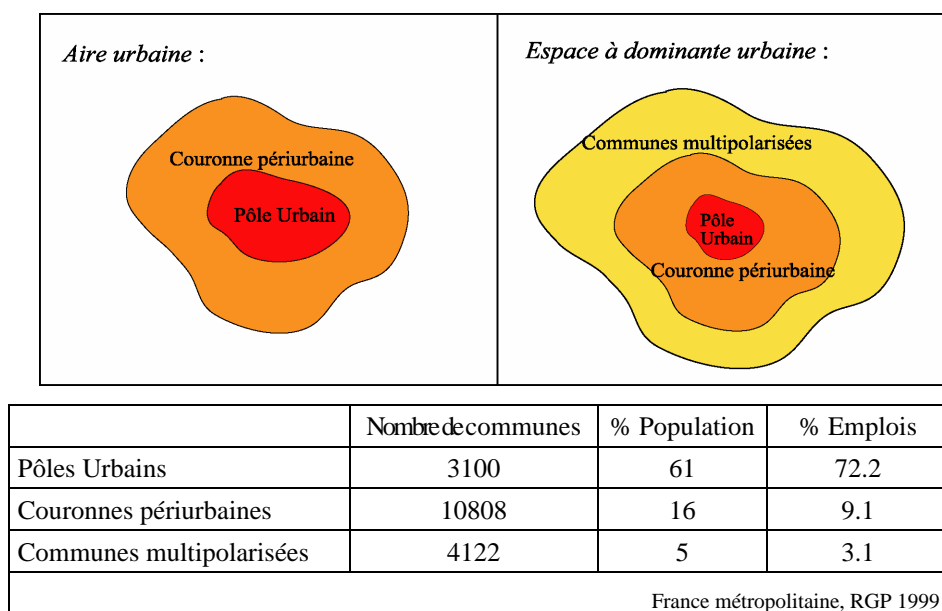 Aire urbaine :
Couronne périurbaine
Pôle Urbain
Espace à dominante urbaine :
Communes multipolarisées
Pôle
Urbain
Couronne périurbaine
Nombre de communes % Population % Emplois
Pôles Urbains 3100 61 72.2
Couronnes périurbaines 10808 16 9.1
Communes multipolarisées 4122 5 3.1
France métropolitaine, RGP 1999